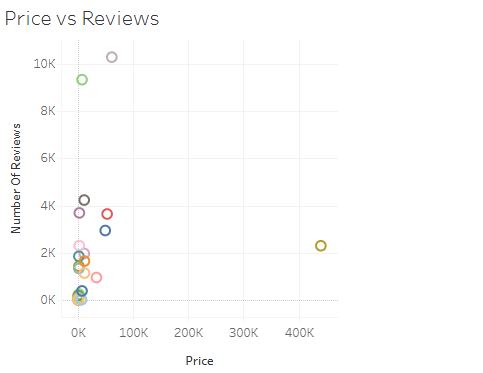 Price vs Reviews
10K
8K
6K
4K
2K
0K
Number Of Reviews
0K 100K 200K 300K 400K
Price